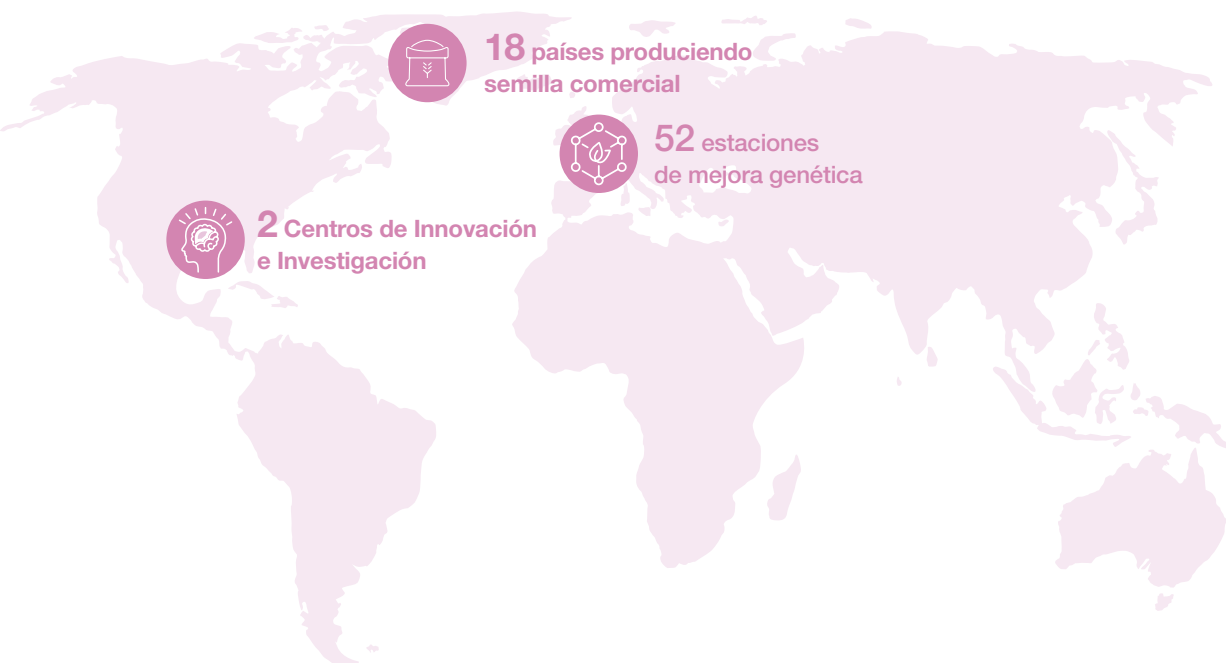 18 países produciendo
semilla comercial
52 estaciones
de mejora genética
2 Centros de Innovación
e Investigación